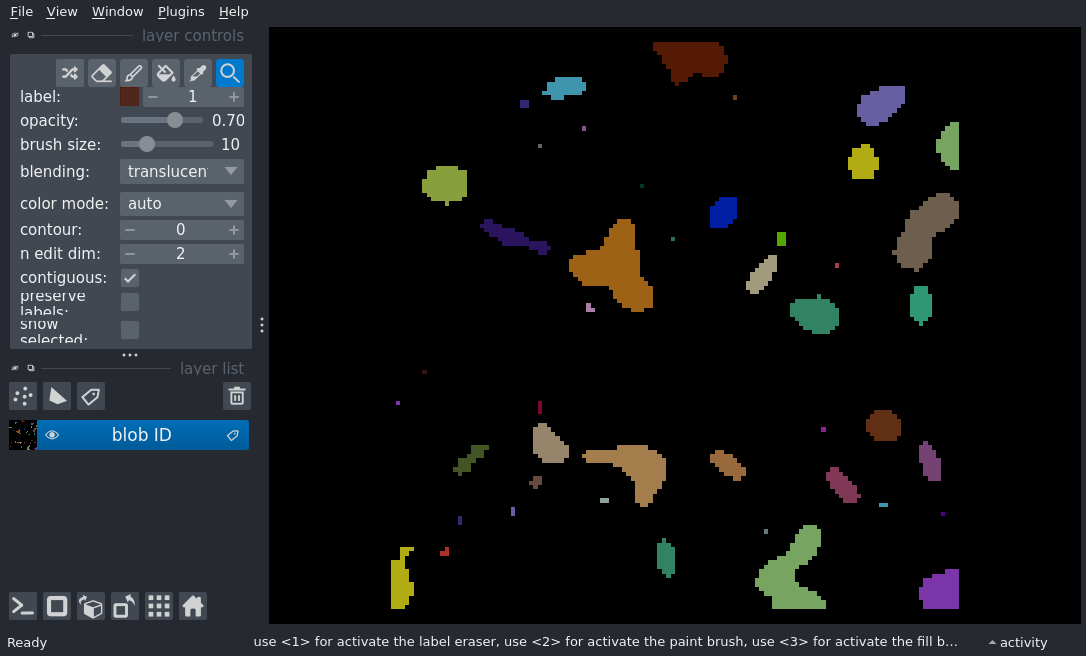 File View Window Plugins Help
layer controls
label: 1
opacity: 0.70
brush size: 10
blending: translucen
color mode: auto
contour: 0
n edit dim: 2
contiguous:
preserve
labels:
show
selected:
layer list
blob ID
Ready use <1> for activate the label eraser, use <2> for activate the paint brush, use <3> for activate the fill b... activity